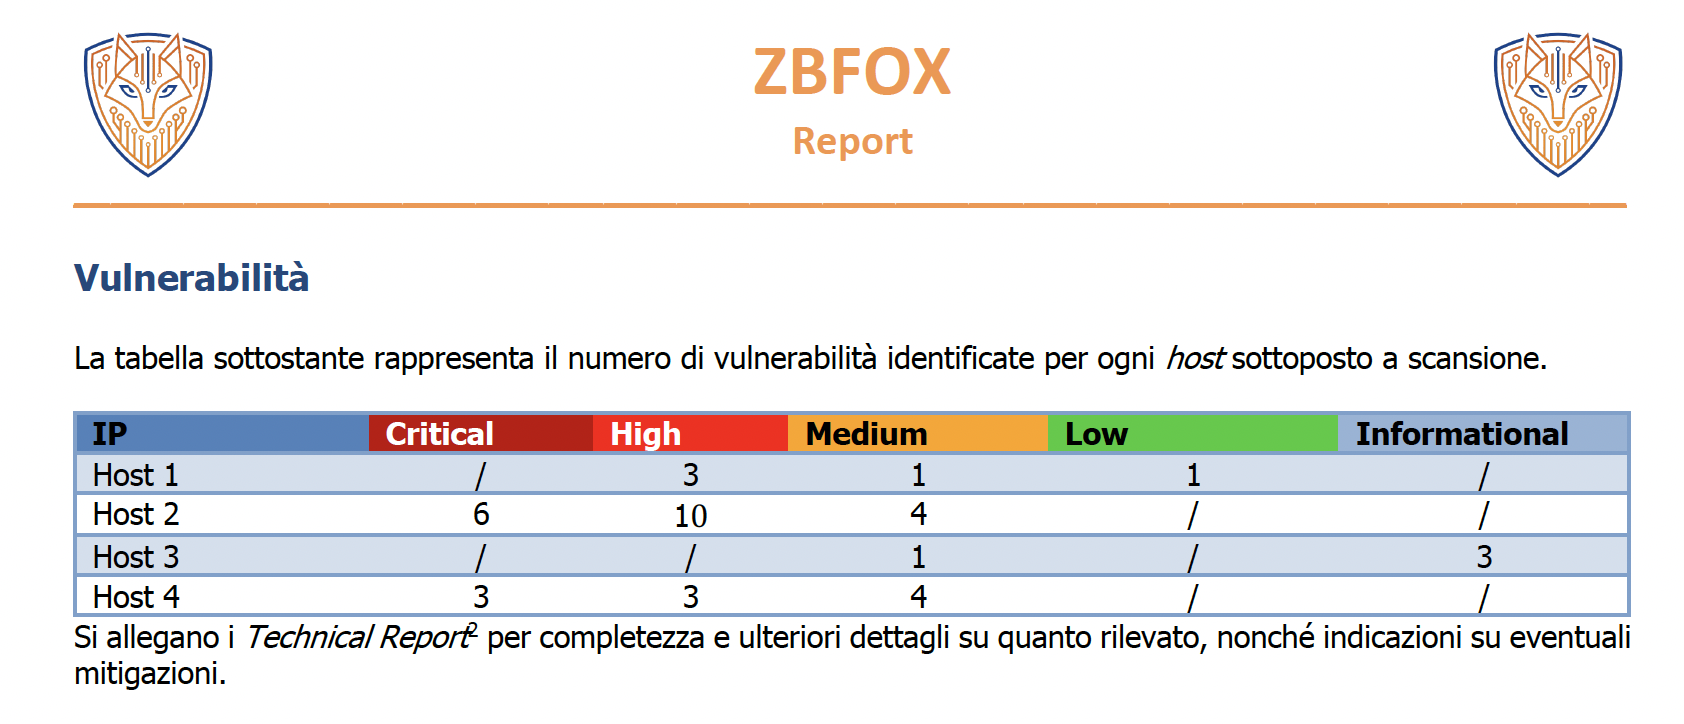 ZBFOX
Report
Vulnerabilità
La tabella sottostante rappresenta il numero di vulnerabilità identificate per ogni host sottoposto a scansione.
IP Critical High Medium Low Informational
Host 1 / 3 1 1 /
Host 2 6 10 4 / /
Host 3 / / 1 / 3
Host 4 3 3 4 / /
Si allegano i Technical Report² per completezza e ulteriori dettagli su quanto rilevato, nonché indicazioni su eventuali
mitigazioni.